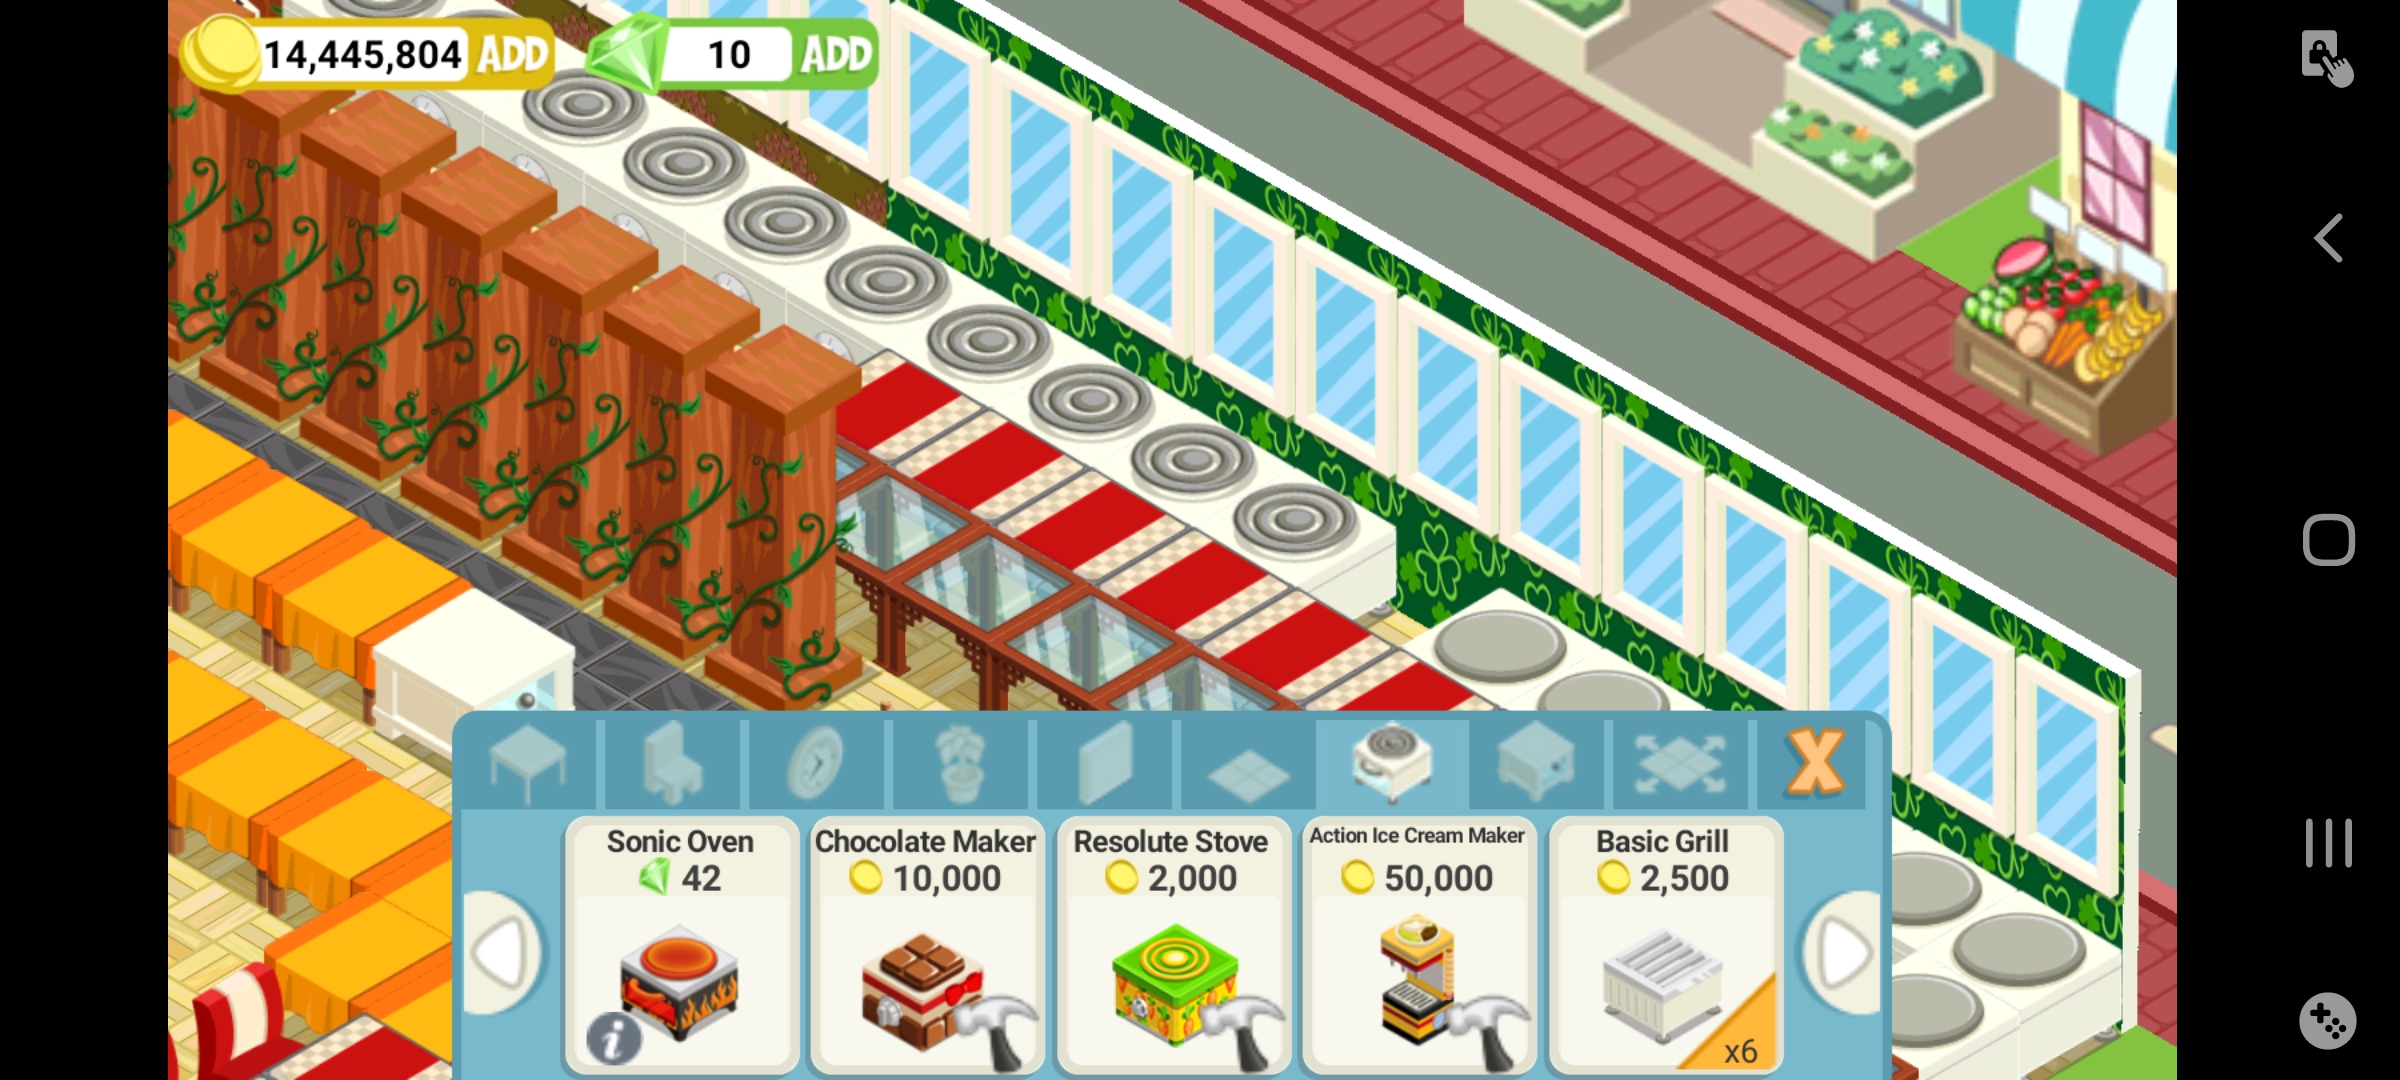 14,445,804 ADD
10 ADD
Sonic Oven
42
Chocolate Maker
10,000
Resolute Stove
2,000
Action Ice Cream Maker
50,000
Basic Grill
2,500
X
i
x6